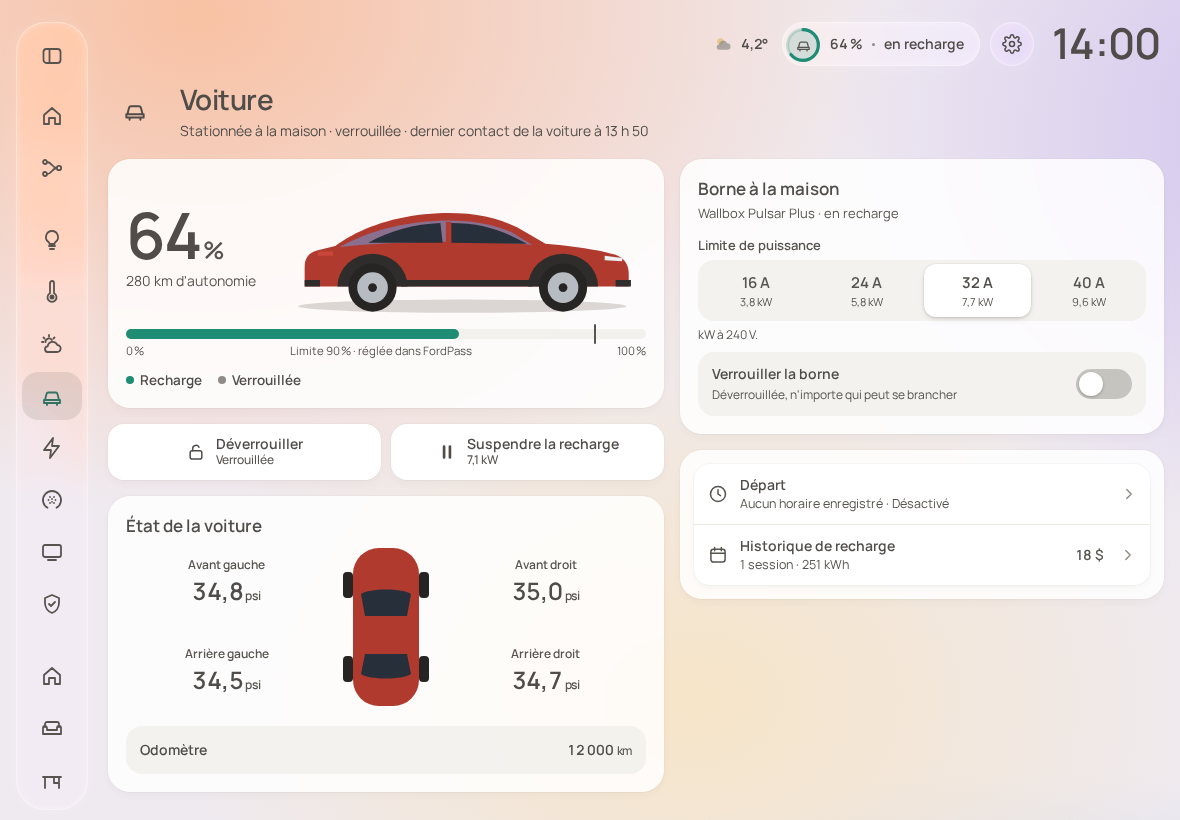 4,2°
64 % • en recharge
14:00
Voiture
Stationnée à la maison · verrouillée · dernier contact de la voiture à 13 h 50
64 %
280 km d'autonomie
0 %
Limite 90 % · réglée dans FordPass
100 %
Recharge
Verrouillée
Déverrouiller
Verrouillée
Suspendre la recharge
7,1 kW
État de la voiture
Avant gauche
34,8 psi
Avant droit
35,0 psi
Arrière gauche
34,5 psi
Arrière droit
34,7 psi
Odomètre
12 000 km
Borne à la maison
Wallbox Pulsar Plus · en recharge
Limite de puissance
16 A
3,8 kW
24 A
5,8 kW
32 A
7,7 kW
40 A
9,6 kW
kW à 240 V.
Verrouiller la borne
Déverrouillée, n'importe qui peut se brancher
Départ
Aucun horaire enregistré · Désactivé
Historique de recharge
1 session · 251 kWh
18 $